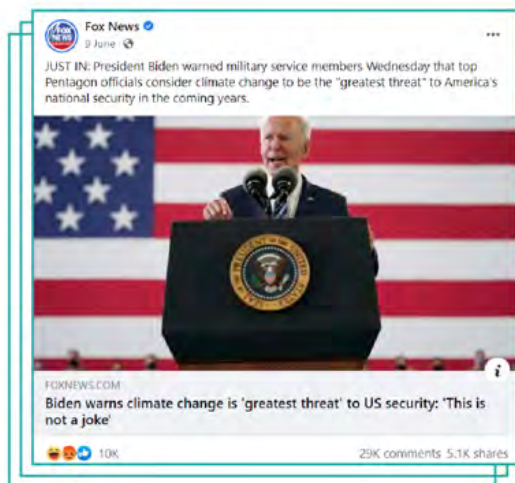 Fox News
9 June
JUST IN: President Biden warned military service members Wednesday that top
Pentagon officials consider climate change to be the "greatest threat" to America's
national security in the coming years.
FOXNEWS.COM
Biden warns climate change is 'greatest threat' to US security: 'This is
not a joke'
10K
29K comments 5.1K shares